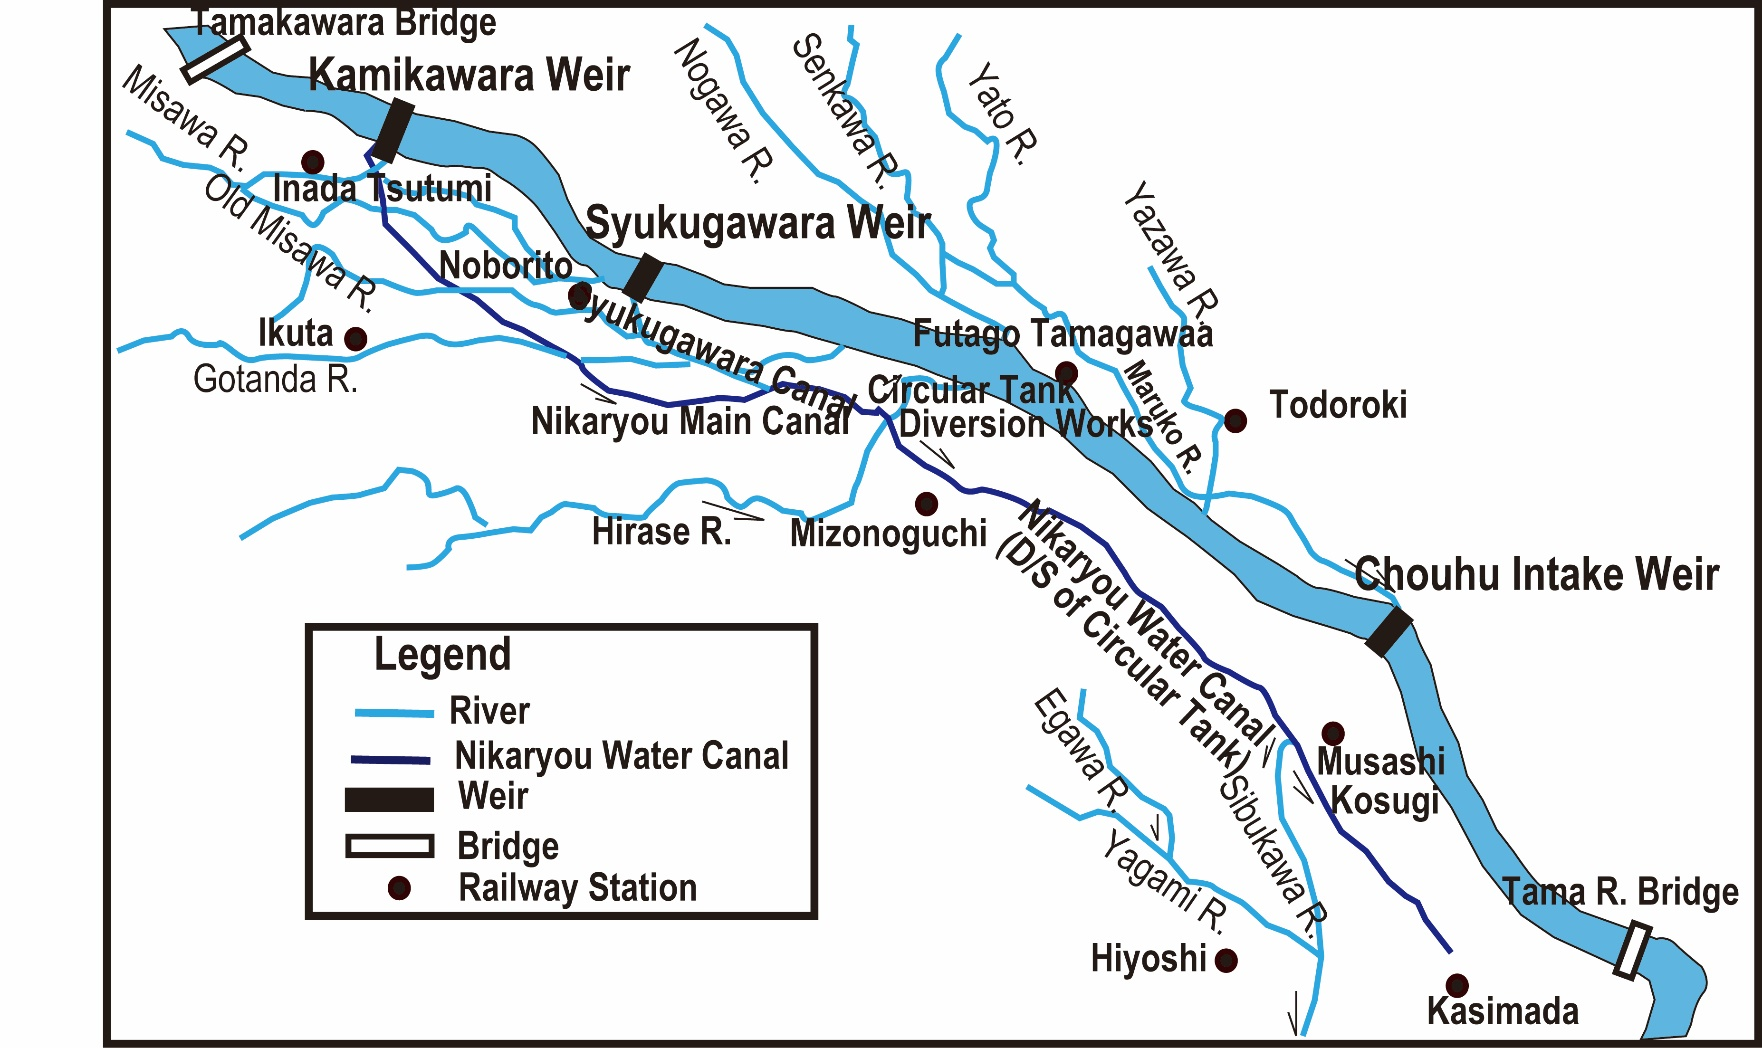 Tamakawara Bridge
Kamikawara Weir
Misawa R.
Nogawa R.
Senkawa R.
Yato R.
Inada Tsutumi
Old Misawa R.
Syukugawara Weir
Yazawa R.
Noborito
Ikuta
yukugawara Canal
Futago Tamagawaa
Gotanda R.
Circular Tank
Diversion Works
Maruko R.
Todoroki
Nikaryou Main Canal
Hirase R.
Mizonoguchi
Nikaryou Water Canal
(D/S of Circular Tank)
Chouhu Intake Weir
Legend
River
Nikaryou Water Canal
Weir
Bridge
Railway Station
Egawa R.
Yagami R.
Sibukawa R.
Musashi
Kosugi
Tama R. Bridge
Hiyoshi
Kasimada